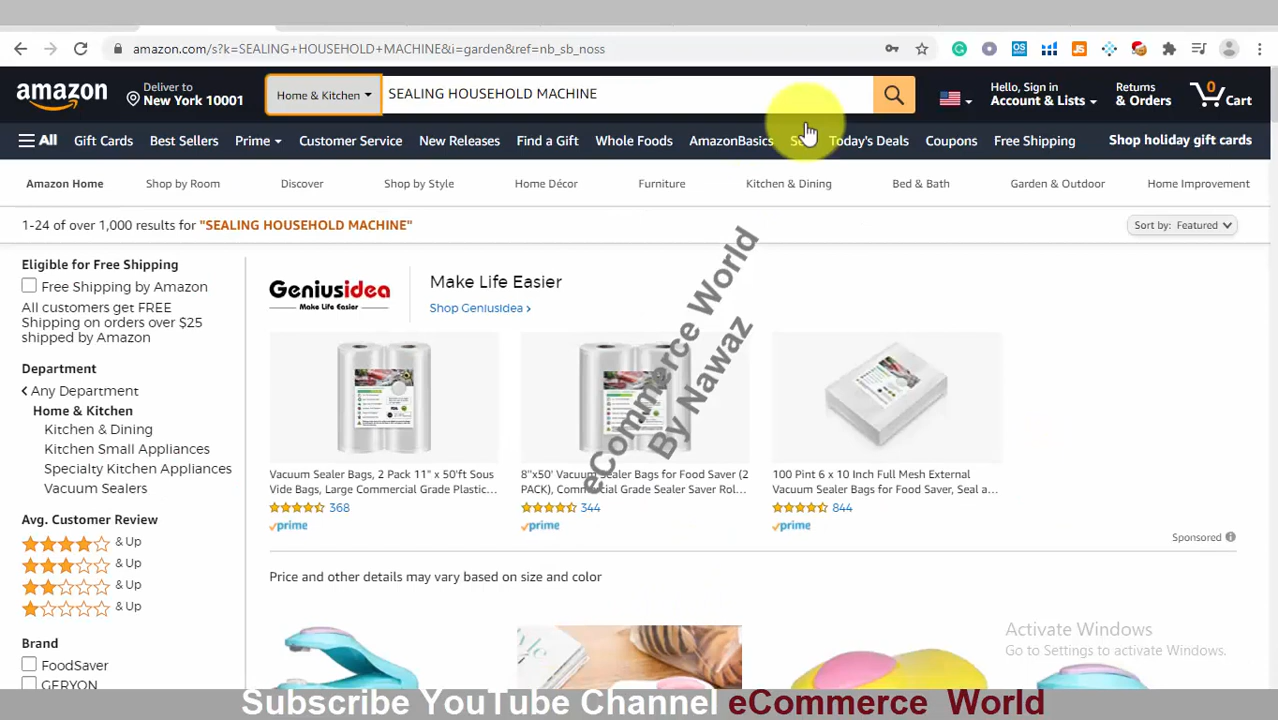 amazon.com/s?k=SEALING+HOUSEHOLD+MACHINE&i=garden&ref=nb_sb_noss
amazon
Deliver to
New York 10001
Home & Kitchen
SEALING HOUSEHOLD MACHINE
Hello, Sign in
Account & Lists
Returns
& Orders
0
Cart
All
Gift Cards
Best Sellers
Prime
Customer Service
New Releases
Find a Gift
Whole Foods
AmazonBasics
Today's Deals
Coupons
Free Shipping
Shop holiday gift cards
Amazon Home
Shop by Room
Discover
Shop by Style
Home Décor
Furniture
Kitchen & Dining
Bed & Bath
Garden & Outdoor
Home Improvement
1-24 of over 1,000 results for "SEALING HOUSEHOLD MACHINE"
Sort by: Featured
Eligible for Free Shipping
Free Shipping by Amazon
All customers get FREE
Shipping on orders over $25
shipped by Amazon
Department
Any Department
Home & Kitchen
Kitchen & Dining
Kitchen Small Appliances
Specialty Kitchen Appliances
Vacuum Sealers
Avg. Customer Review
& Up
& Up
& Up
& Up
Brand
FoodSaver
GERYON
Geniusidea
Make Life Easier
Make Life Easier
Shop GeniusIdea ›
Vacuum Sealer Bags, 2 Pack 11" x 50'ft Sous
Vide Bags, Large Commercial Grade Plastic...
368
prime
8"x50' Vacuum Sealer Bags for Food Saver (2
PACK), Commercial Grade Sealer Saver Rol...
344
prime
100 Pint 6 x 10 Inch Full Mesh External
Vacuum Sealer Bags for Food Saver, Seal a...
844
prime
Sponsored
Price and other details may vary based on size and color
eCommerce World
By Nawaz
Activate Windows
Go to Settings to activate Windows.
Subscribe YouTube Channel eCommerce World